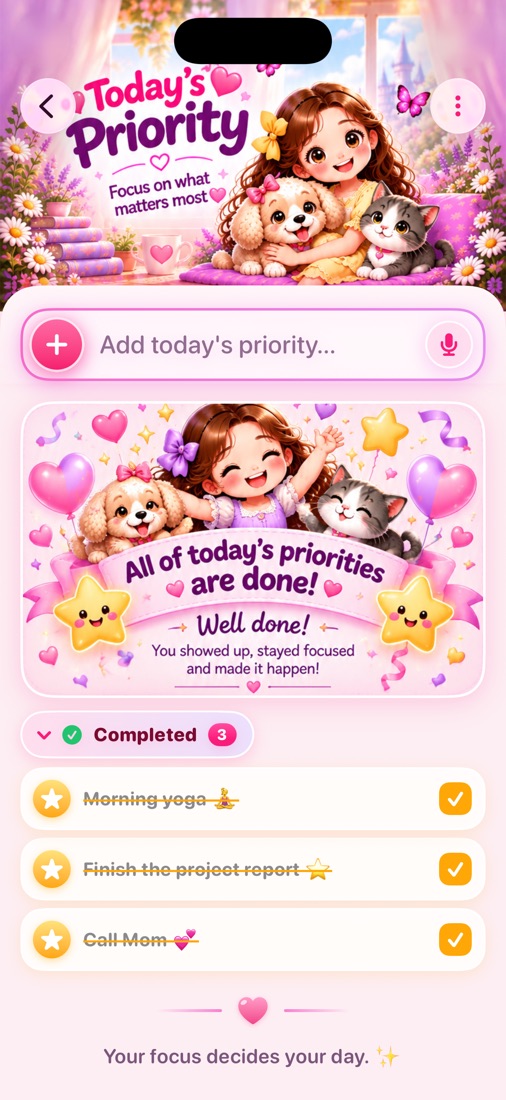 Today's
Priority
Focus on what
matters most
Add today's priority...
All of today's priorities
are done!
Well done!
You showed up, stayed focused
and made it happen!
Completed 3
Morning yoga 🧘
Finish the project report ⭐
Call Mom 💕
Your focus decides your day. ✨